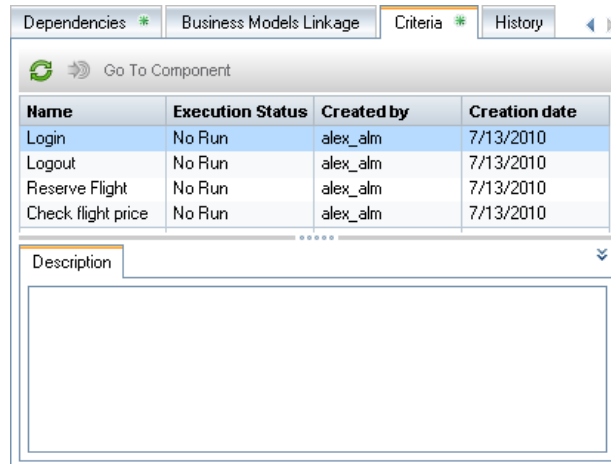 Dependencies * Business Models Linkage Criteria * History
Go To Component
Name Execution Status Created by Creation date
Login No Run alex_alm 7/13/2010
Logout No Run alex_alm 7/13/2010
Reserve Flight No Run alex_alm 7/13/2010
Check flight price No Run alex_alm 7/13/2010
Description